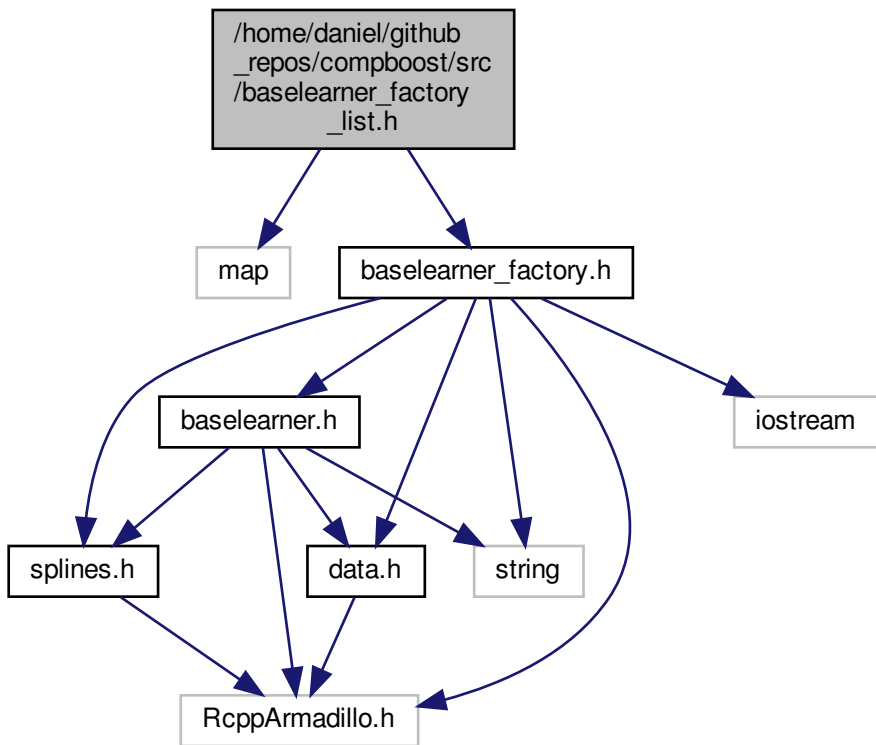 /home/daniel/github
_repos/compboost/src
/baselearner_factory
_list.h
map
baselearner_factory.h
baselearner.h
iostream
splines.h
data.h
string
RcppArmadillo.h